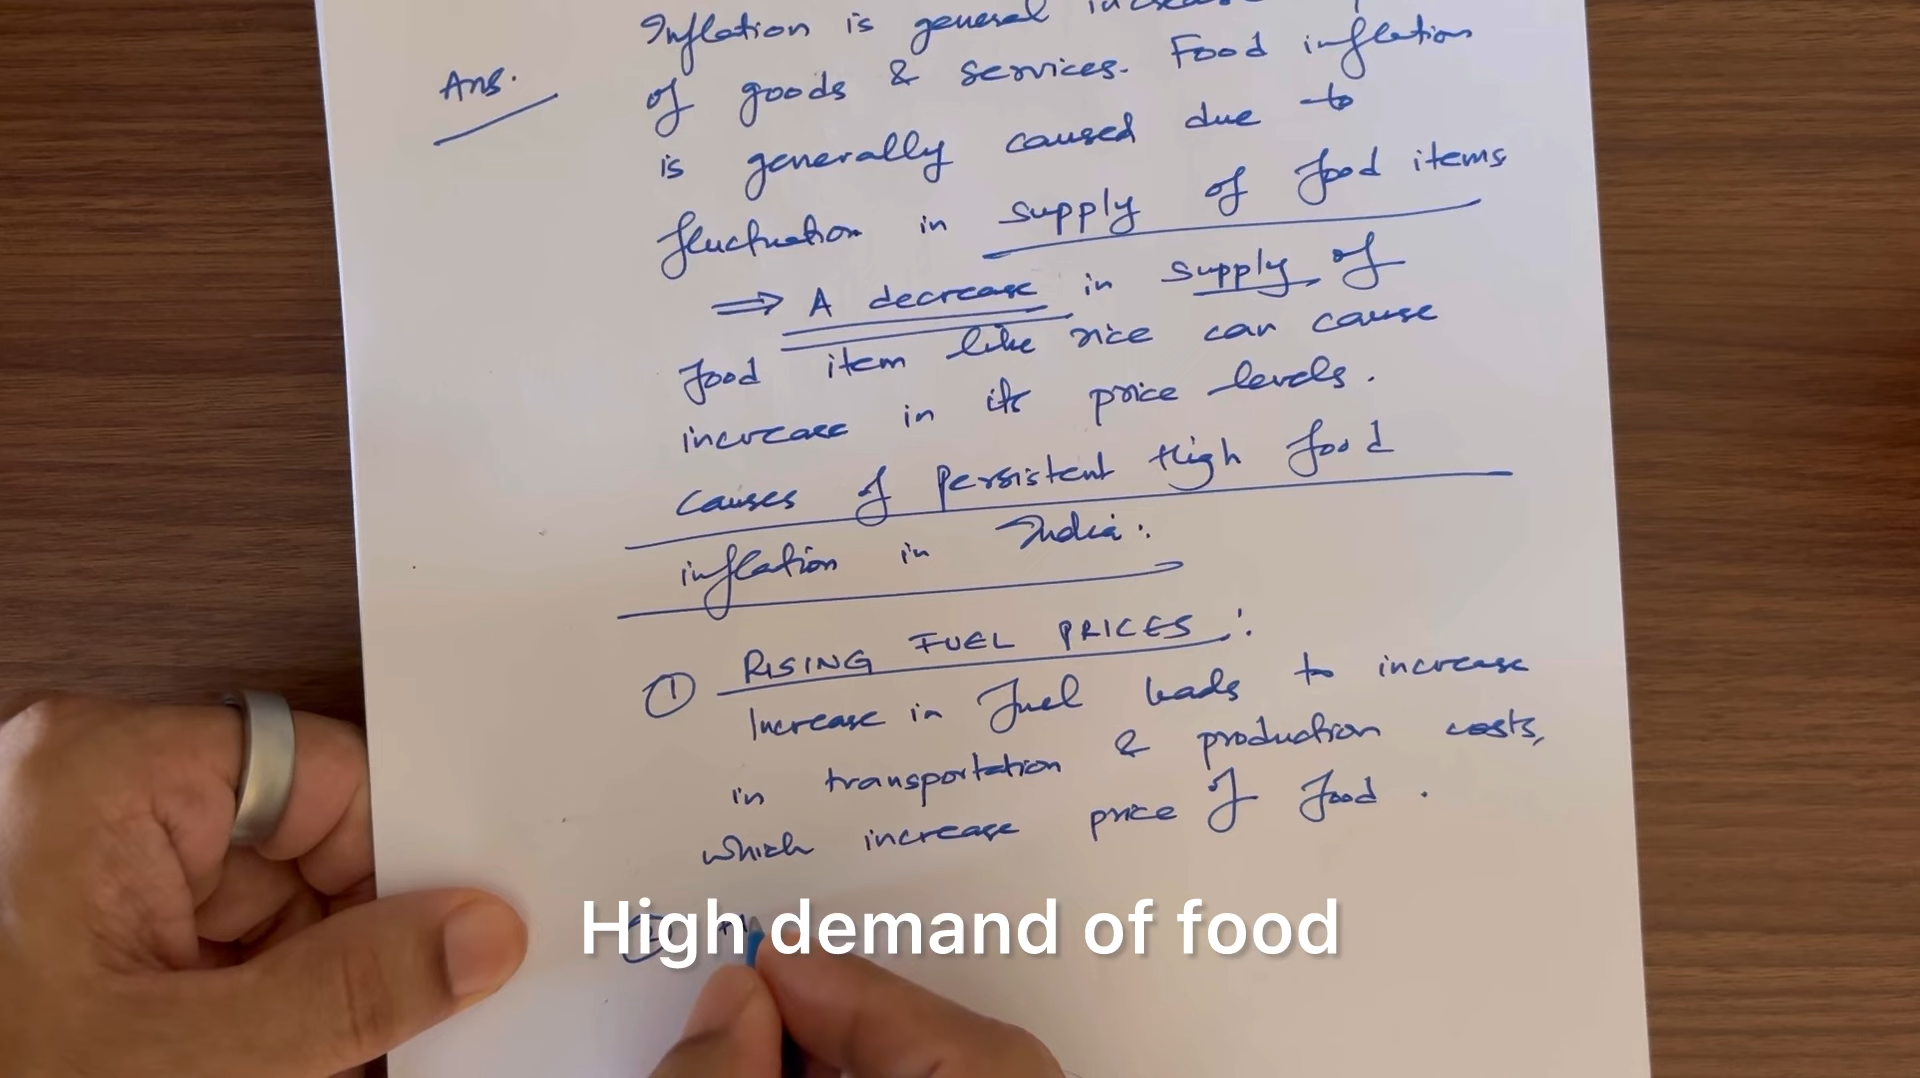 Inflation is general
Ans.
of goods & services. Food inflation
is generally caused due to
fluctuation in supply of food items
⇒ A decrease in supply of
food item like rice can cause
increase in its price levels.
Causes of Persistent High food
inflation in India:
① RISING FUEL PRICES:
Increase in Fuel leads to increase
in transportation & production costs,
which increase price of food.
②
High demand of food